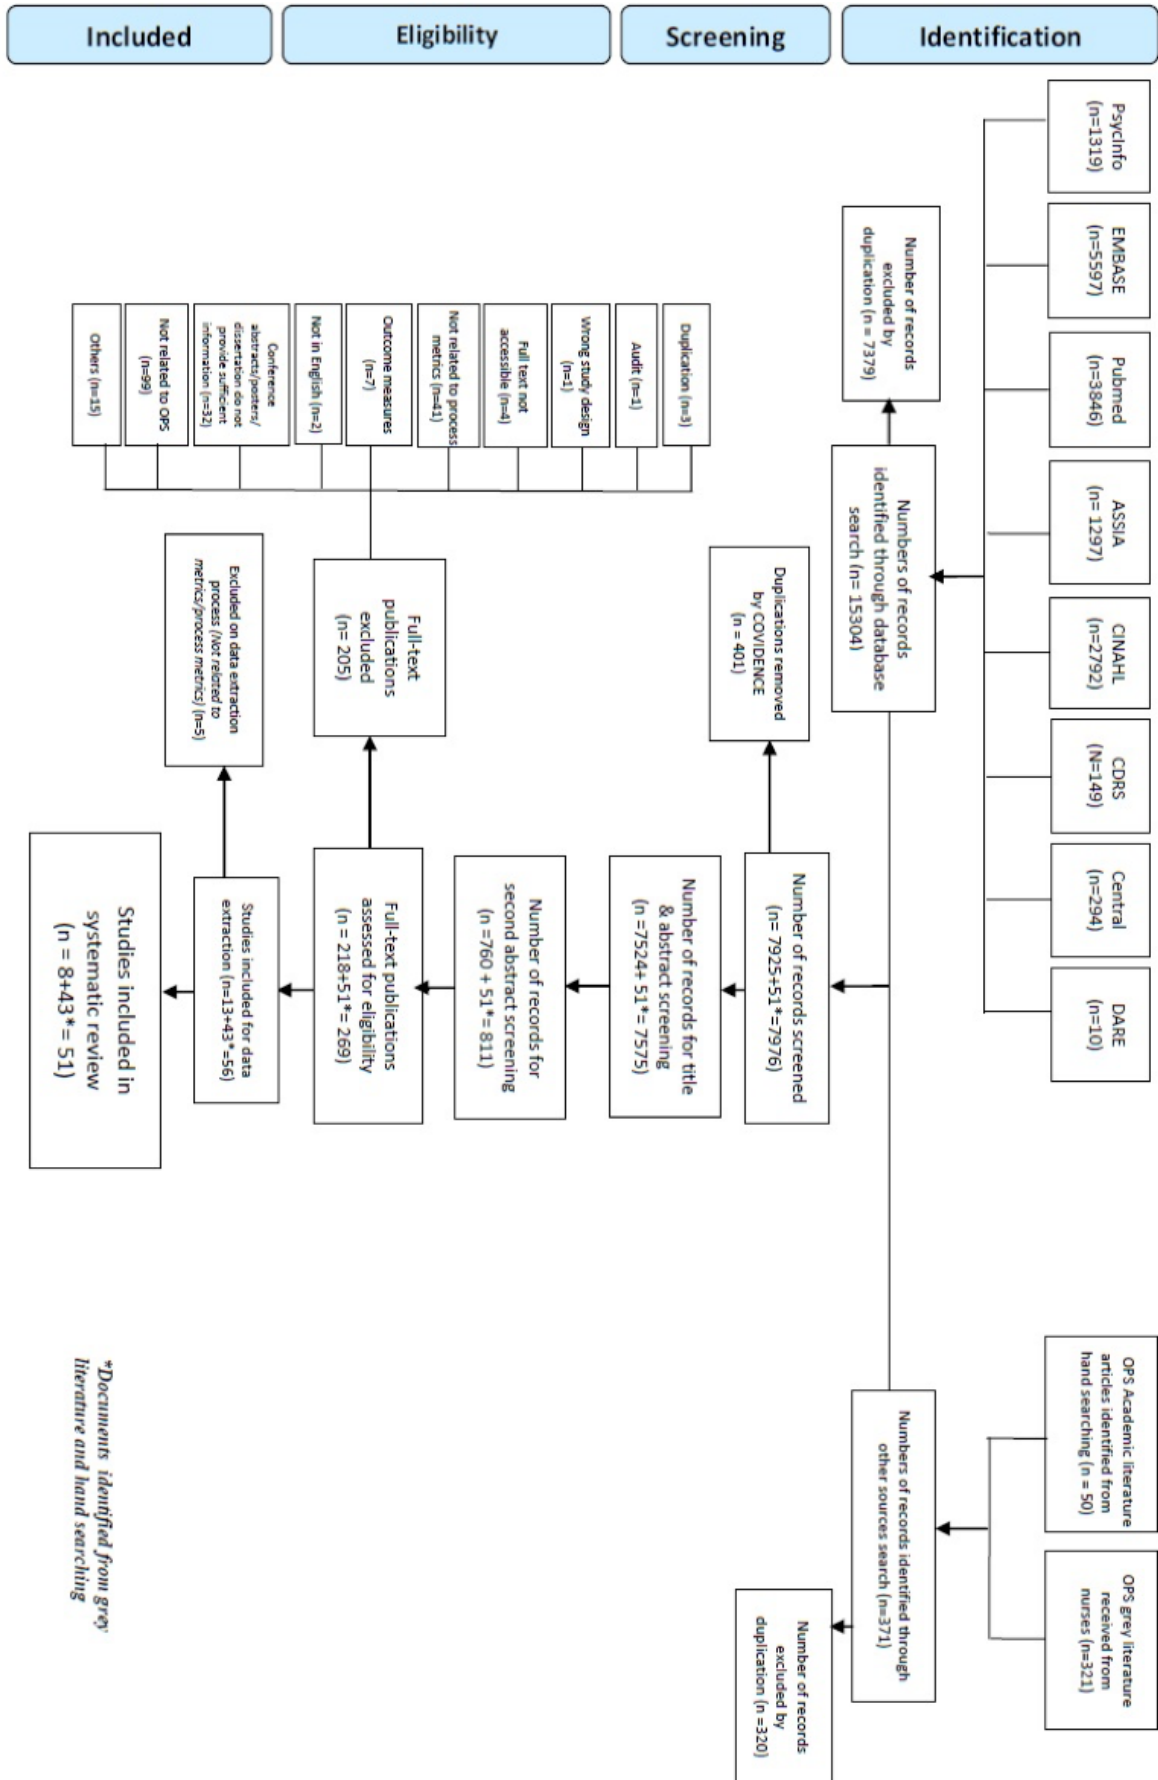 Identification
Screening
Eligibility
Included
PsycInfo
(n=1319)
EMBASE
(n=5597)
Pubmed
(n=3846)
ASSIA
(n= 1297)
CINAHL
(n=2792)
CDRS
(N=149)
Central
(n=294)
DARE
(n=10)
OPS Academic literature
articles identified from
hand searching (n = 50)
OPS grey literature
received from
nurses (n=321)
Number of records
excluded by
duplication (n = 7379)
Numbers of records
identified through database
search (n= 15304)
Numbers of records identified through
other sources search (n=371)
Number of records
excluded by
duplication (n =320)
Duplications removed
by COVIDENCE
(n = 401)
Number of records screened
(n= 7925+51*=7976)
Number of records for title
& abstract screening
(n =7524+ 51*= 7575)
Number of records for
second abstract screening
(n =760 + 51*= 811)
Duplication (n=3)
Audit (n=1)
Wrong study design
(n=1)
Full text not
accessible (n=4)
Not related to process
metrics (n=41)
Outcome measures
(n=7)
Not in English (n=2)
Conference
abstracts/posters/
dissertation do not
provide sufficient
information (n=32)
Not related to OPS
(n=99)
Others (n=15)
Full-text
publications
excluded
(n= 205)
Full-text publications
assessed for eligibility
(n = 218+51*= 269)
Excluded on data extraction
process (Not related to
metrics/process metrics) (n=5)
Studies included for data
extraction (n=13+43*=56)
Studies included in
systematic review
(n = 8+43*= 51)
*Documents identified from grey
literature and hand searching